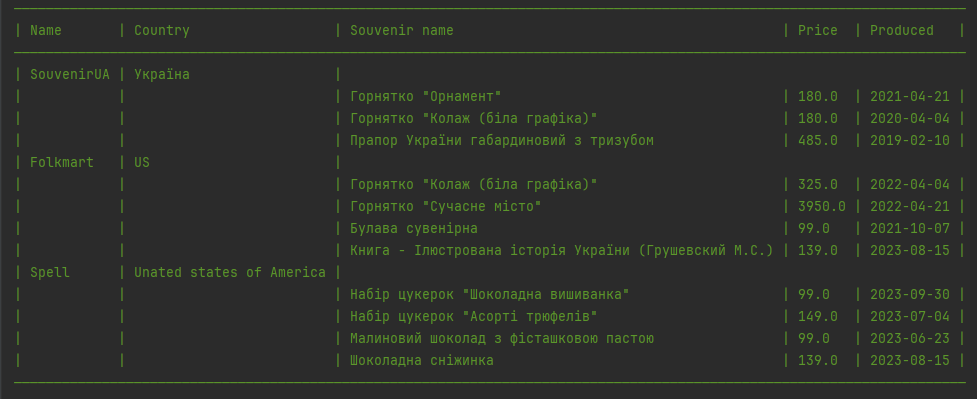 | Name | Country | Souvenir name | Price | Produced |
| SouvenirUA | Україна |
| | | Горнятко "Орнамент" | 180.0 | 2021-04-21 |
| | | Горнятко "Колаж (біла графіка)" | 180.0 | 2020-04-04 |
| | | Прапор України габардиновий з тризубом | 485.0 | 2019-02-10 |
| Folkmart | US |
| | | Горнятко "Колаж (біла графіка)" | 325.0 | 2022-04-04 |
| | | Горнятко "Сучасне місто" | 3950.0 | 2022-04-21 |
| | | Булава сувенірна | 99.0 | 2021-10-07 |
| | | Книга - Ілюстрована історія України (Грушевский М.С.) | 139.0 | 2023-08-15 |
| Spell | Unated states of America |
| | | Набір цукерок "Шоколадна вишиванка" | 99.0 | 2023-09-30 |
| | | Набір цукерок "Асорті трюфелів" | 149.0 | 2023-07-04 |
| | | Малиновий шоколад з фісташковою пастою | 99.0 | 2023-06-23 |
| | | Шоколадна сніжинка | 139.0 | 2023-08-15 |